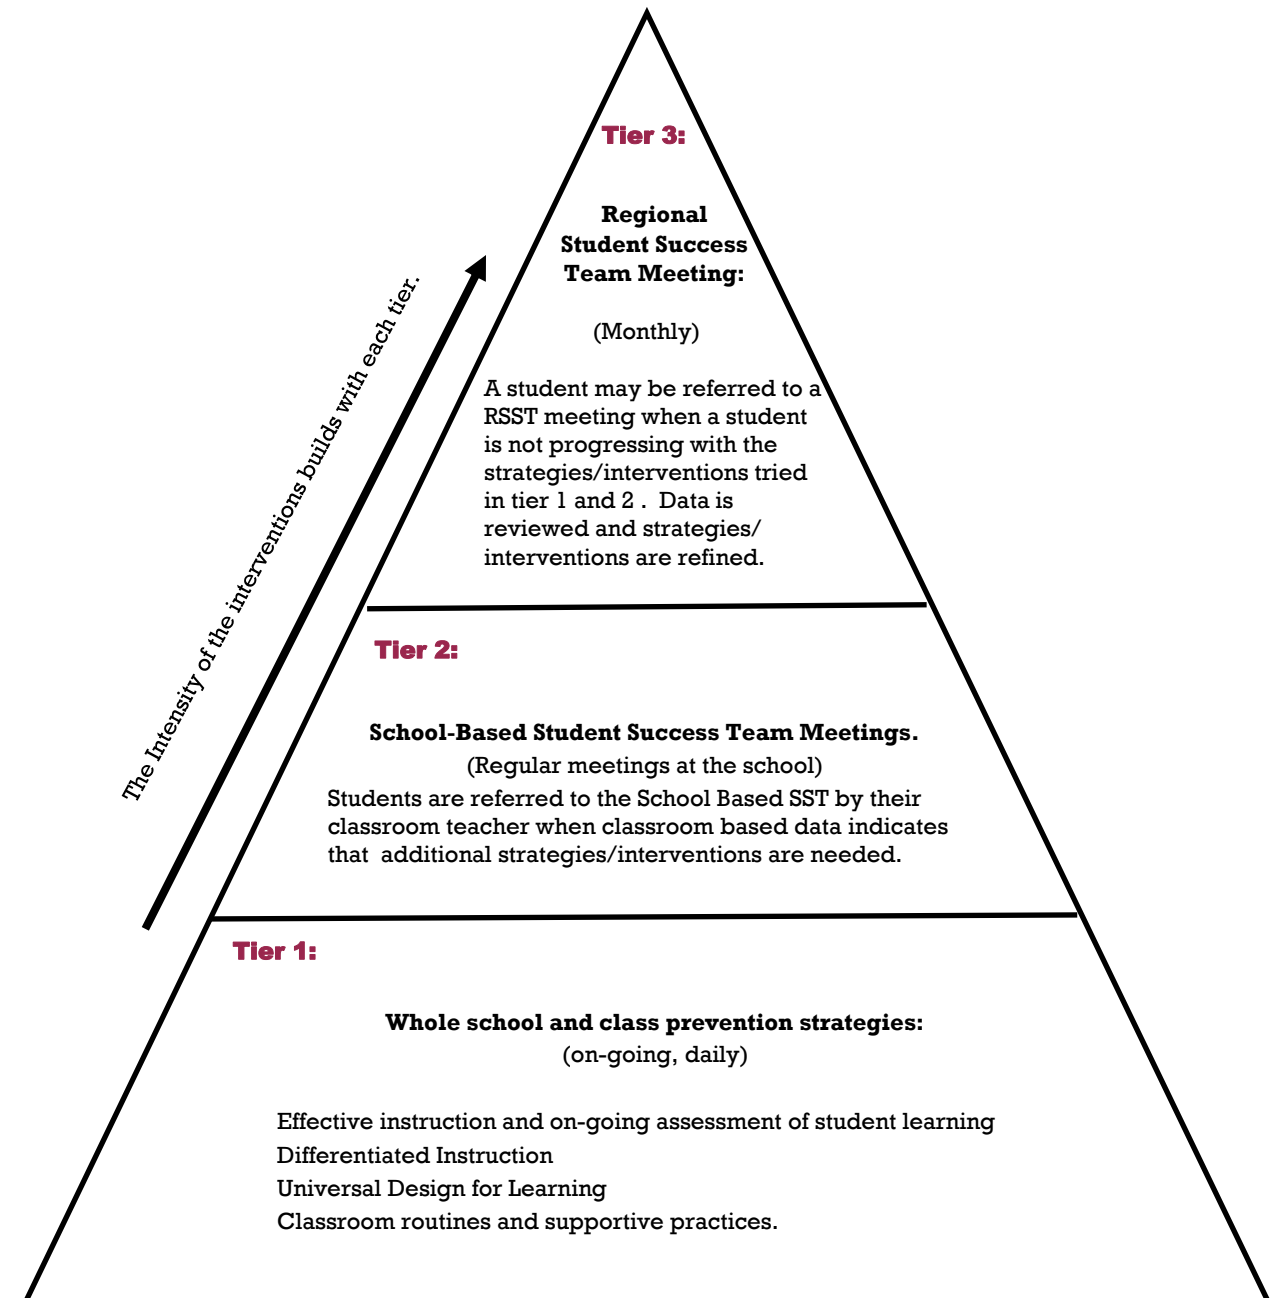 Tier 3:
Regional
Student Success
Team Meeting:
(Monthly)
A student may be referred to a
RSST meeting when a student
is not progressing with the
strategies/interventions tried
in tier 1 and 2 .  Data is
reviewed and strategies/
interventions are refined.
The Intensity of the interventions builds with each tier.
Tier 2:
School-Based Student Success Team Meetings.
(Regular meetings at the school)
Students are referred to the School Based SST by their
classroom teacher when classroom based data indicates
that  additional strategies/interventions are needed.
Tier 1:
Whole school and class prevention strategies:
(on-going, daily)
Effective instruction and on-going assessment of student learning
Differentiated Instruction
Universal Design for Learning
Classroom routines and supportive practices.